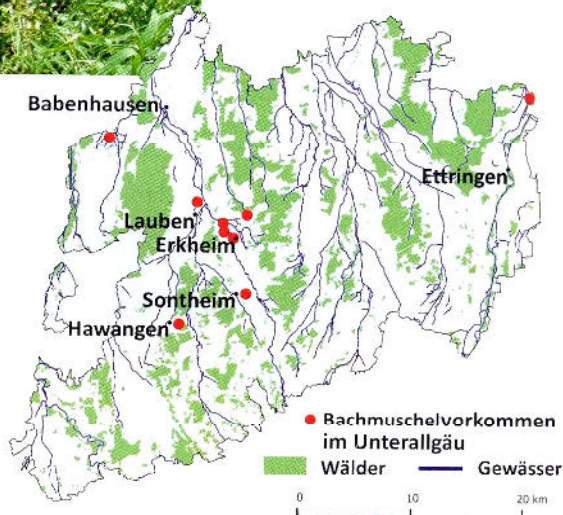 Babenhausen
Ettringen
Lauben
Erkheim
Sontheim
Hawangen
Bachmuschelvorkommen
im Unterallgäu
Wälder
Gewässer
0 10 20 km